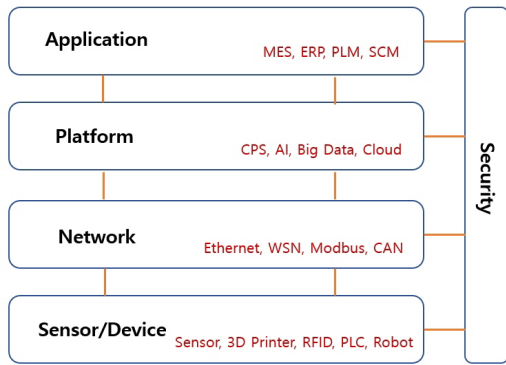 Application
MES, ERP, PLM, SCM
Platform
CPS, AI, Big Data, Cloud
Network
Ethernet, WSN, Modbus, CAN
Sensor/Device
Sensor, 3D Printer, RFID, PLC, Robot
Security